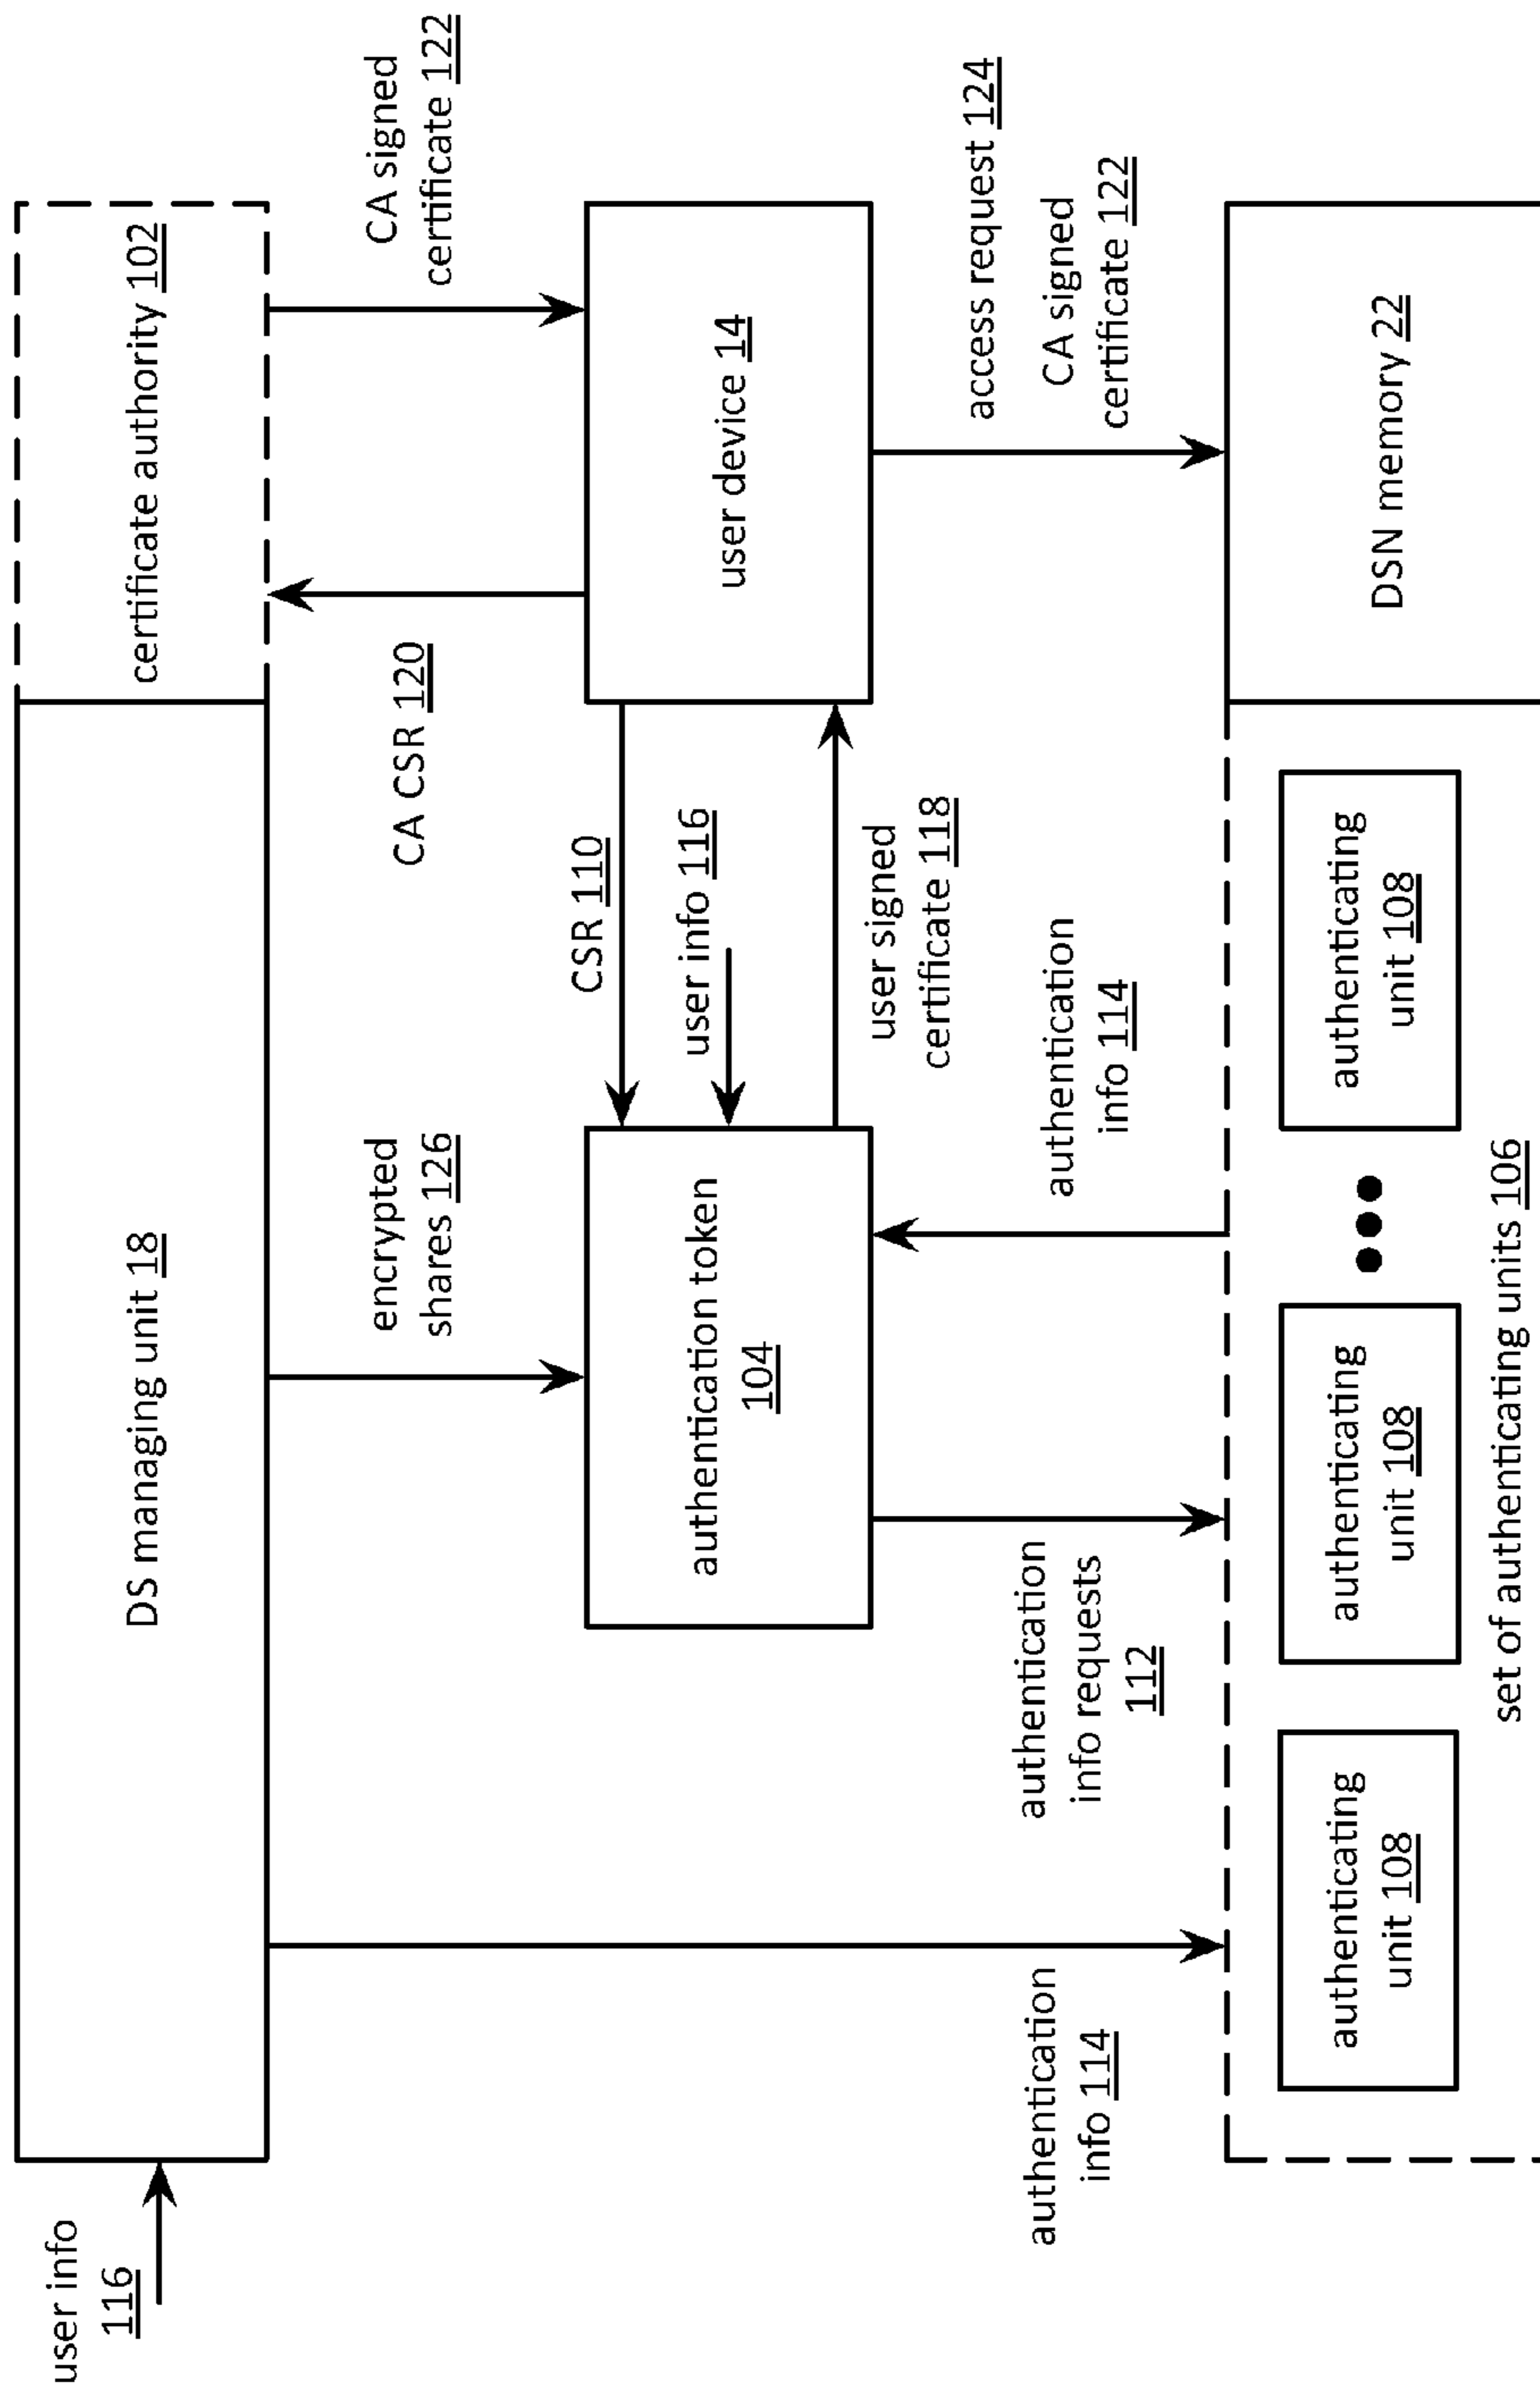 user info
116
DS managing unit 18
certificate authority 102
encrypted
shares 126
CA CSR 120
CA signed
certificate 122
authentication token
104
CSR 110
user info 116
user signed
certificate 118
user device 14
authentication
info 114
authentication
info requests
112
authentication
info 114
access request 124
CA signed
certificate 122
authenticating
unit 108
authenticating
unit 108
authenticating
unit 108
set of authenticating units 106
DSN memory 22